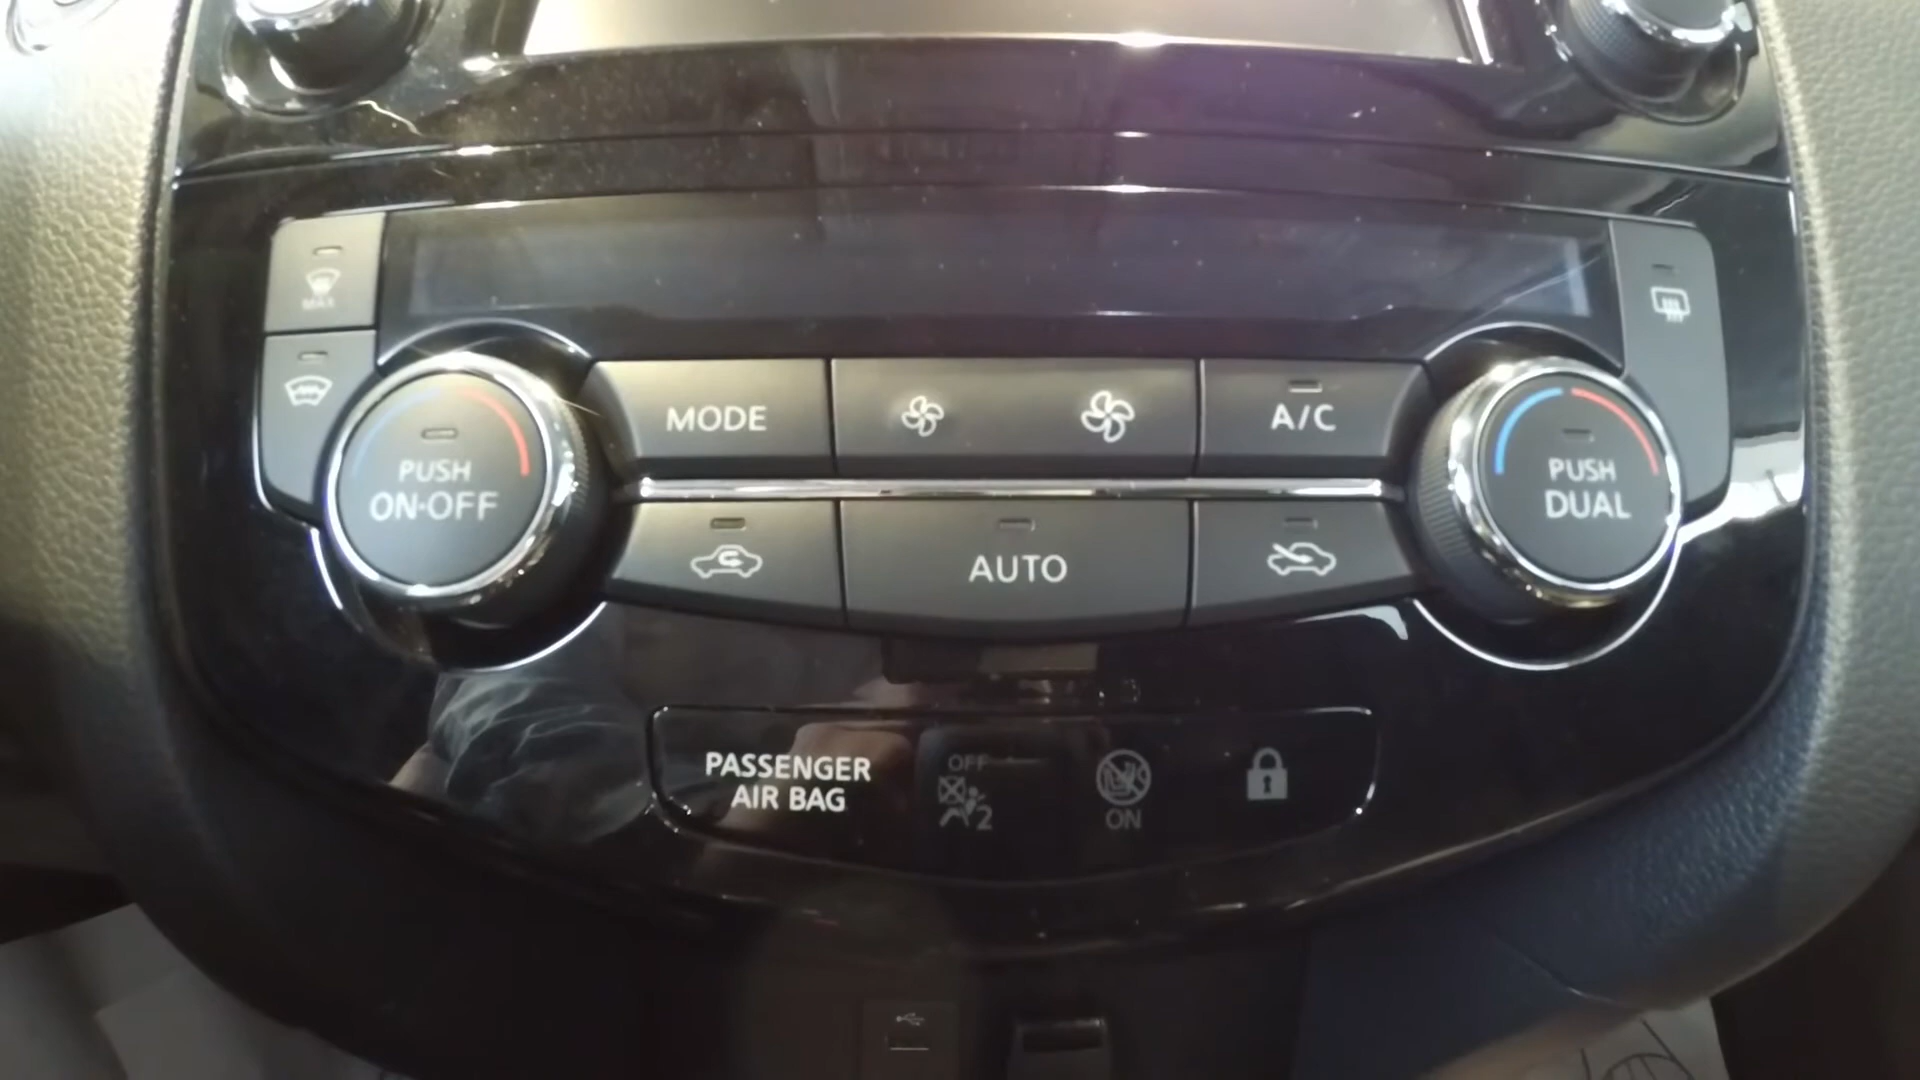 MAX
MODE
A/C
PUSH
ON·OFF
PUSH
DUAL
AUTO
PASSENGER
AIR BAG
OFF
2
ON